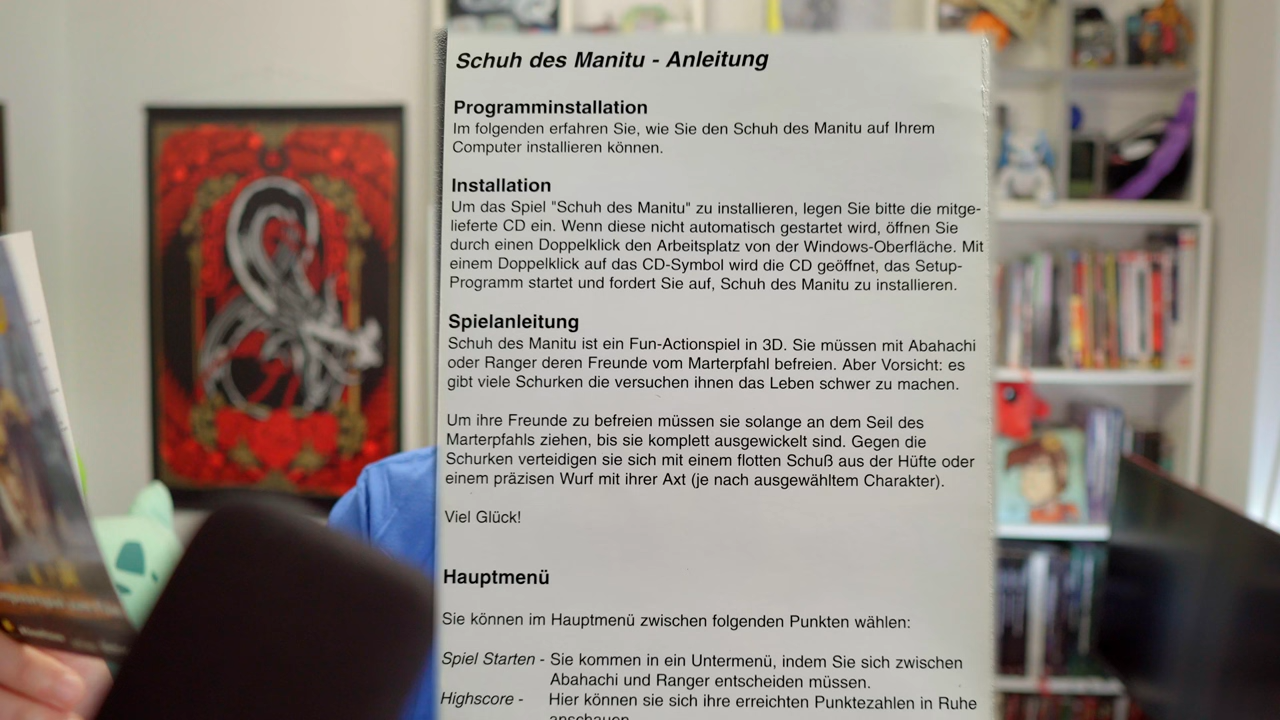 Schuh des Manitu - Anleitung
Programminstallation
Im folgenden erfahren Sie, wie Sie den Schuh des Manitu auf Ihrem
Computer installieren können.
Installation
Um das Spiel "Schuh des Manitu" zu installieren, legen Sie bitte die mitge-
lieferte CD ein. Wenn diese nicht automatisch gestartet wird, öffnen Sie
durch einen Doppelklick den Arbeitsplatz von der Windows-Oberfläche. Mit
einem Doppelklick auf das CD-Symbol wird die CD geöffnet, das Setup-
Programm startet und fordert Sie auf, Schuh des Manitu zu installieren.
Spielanleitung
Schuh des Manitu ist ein Fun-Actionspiel in 3D. Sie müssen mit Abahachi
oder Ranger deren Freunde vom Marterpfahl befreien. Aber Vorsicht: es
gibt viele Schurken die versuchen ihnen das Leben schwer zu machen.
Um ihre Freunde zu befreien müssen sie solange an dem Seil des
Marterpfahls ziehen, bis sie komplett ausgewickelt sind. Gegen die
Schurken verteidigen sie sich mit einem flotten Schuß aus der Hüfte oder
einem präzisen Wurf mit ihrer Axt (je nach ausgewähltem Charakter).
Viel Glück!
Hauptmenü
Sie können im Hauptmenü zwischen folgenden Punkten wählen:
Spiel Starten - Sie kommen in ein Untermenü, indem Sie sich zwischen
Abahachi und Ranger entscheiden müssen.
Highscore - Hier können sie sich ihre erreichten Punktezahlen in Ruhe
anschauen